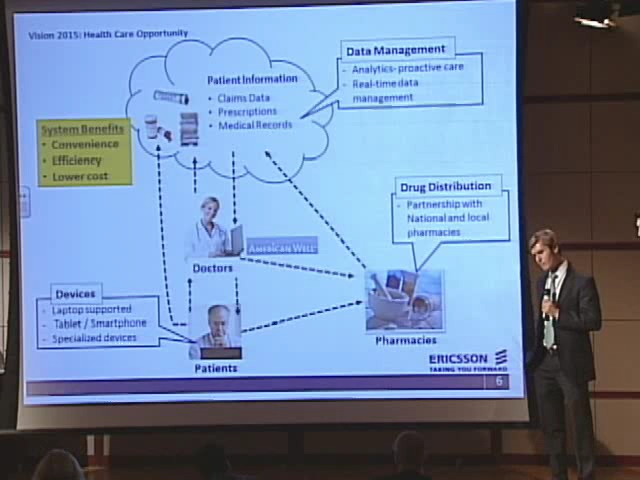 Vision 2015: Health Care Opportunity
Data Management
- Analytics- proactive care
- Real-time data
management
Patient Information
• Claims Data
• Prescriptions
• Medical Records
System Benefits
• Convenience
• Efficiency
• Lower cost
Drug Distribution
- Partnership with
National and local
pharmacies
AMERICAN WELL
Doctors
Devices
- Laptop supported
- Tablet / Smartphone
- Specialized devices
Pharmacies
Patients
ERICSSON
TAKING YOU FORWARD
6